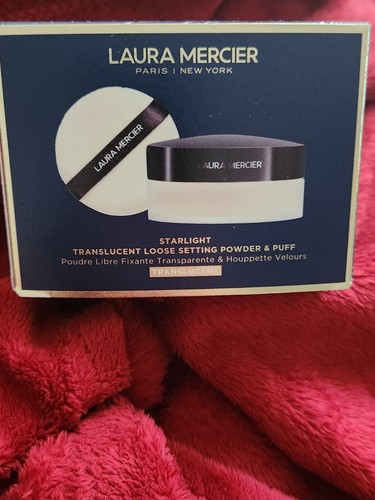 LAURA MERCIER
PARIS | NEW YORK
LAURA MERCIER
LAURA MERCIER
STARLIGHT
TRANSLUCENT LOOSE SETTING POWDER & PUFF
Poudre Libre Fixante Transparente & Houppette Velours
TRANSLUCENT